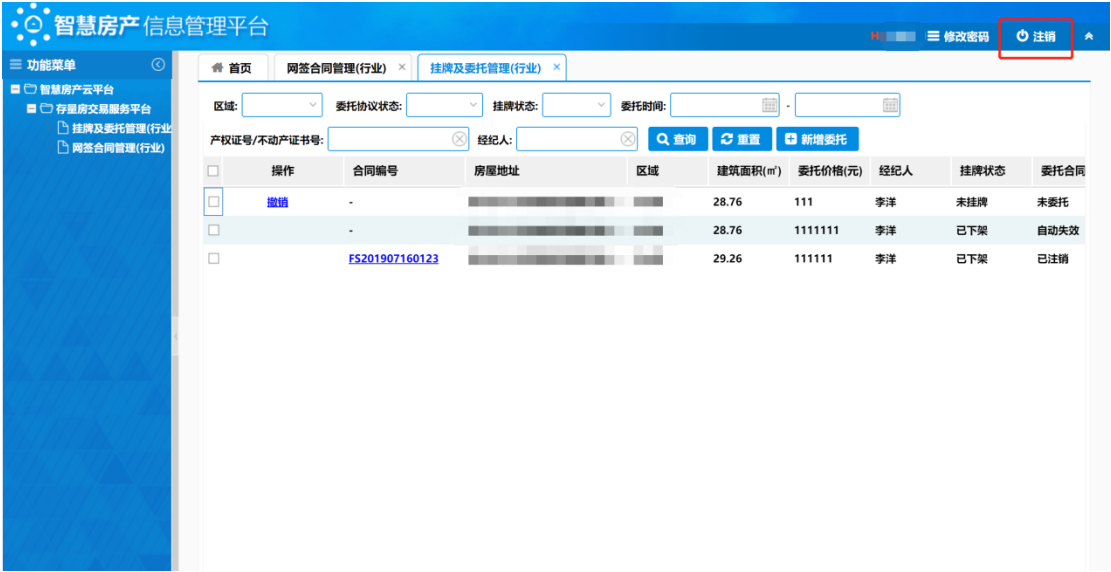 智慧房产信息管理平台
修改密码 注销
功能菜单
智慧房产云平台
存量房交易服务平台
挂牌及委托管理(行业
网签合同管理(行业)
首页 网签合同管理(行业) × 挂牌及委托管理(行业) ×
区域: 委托协议状态: 挂牌状态: 委托时间: -
产权证号/不动产证书号: 经纪人: 查询 重置 新增委托
操作 合同编号 房屋地址 区域 建筑面积(㎡) 委托价格(元) 经纪人 挂牌状态 委托合同
撤销 - 28.76 111 李洋 未挂牌 未委托
- 28.76 1111111 李洋 已下架 自动失效
FS201907160123 29.26 111111 李洋 已下架 已注销